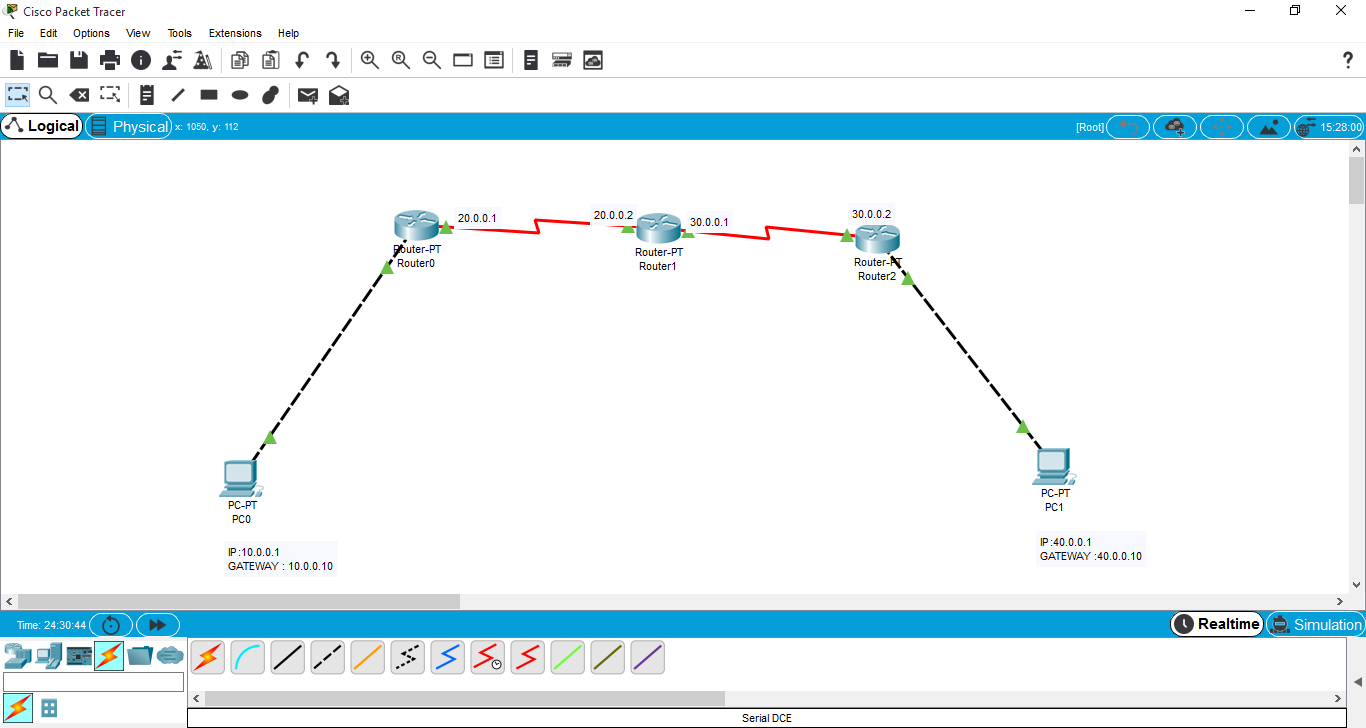 Cisco Packet Tracer
File Edit Options View Tools Extensions Help
?
Logical Physical x: 1050, y: 112 [Root] 15:28:00
20.0.0.1
20.0.0.2
30.0.0.1
30.0.0.2
Router-PT
Router0
Router-PT
Router1
Router-PT
Router2
PC-PT
PC0
PC-PT
PC1
IP:10.0.0.1
GATEWAY : 10.0.0.10
IP:40.0.0.1
GATEWAY :40.0.0.10
Time: 24:30:44 Realtime Simulation
Serial DCE